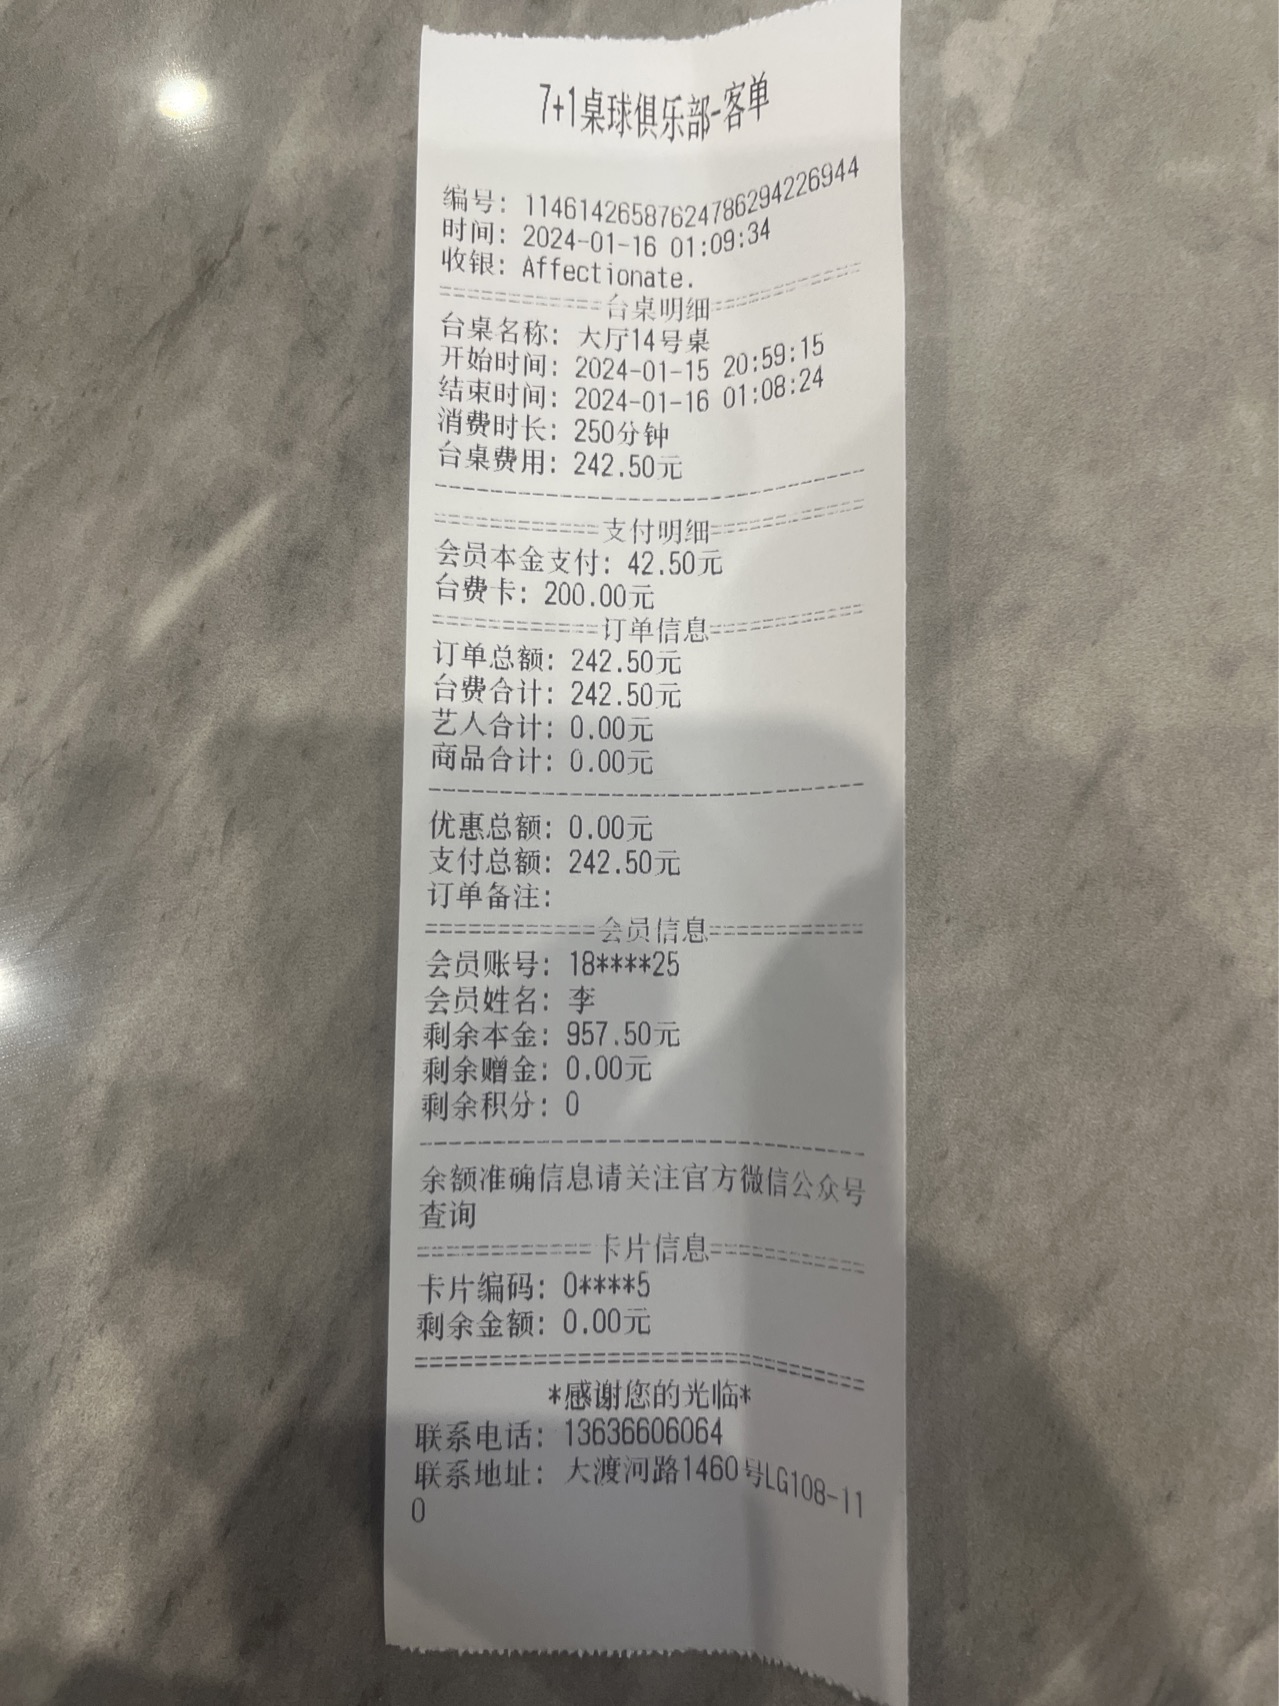 7+1桌球俱乐部-客单
编号: 1146142658762478629422​6944
时间: 2024-01-16 01:09:34
收银: Affectionate.
============台桌明细============
台桌名称: 大厅14号桌
开始时间: 2024-01-15 20:59:15
结束时间: 2024-01-16 01:08:24
消费时长: 250分钟
台桌费用: 242.50元
--------------------------------
============支付明细============
会员本金支付: 42.50元
台费卡: 200.00元
============订单信息============
订单总额: 242.50元
台费合计: 242.50元
艺人合计: 0.00元
商品合计: 0.00元
--------------------------------
优惠总额: 0.00元
支付总额: 242.50元
订单备注:
============会员信息============
会员账号: 18****25
会员姓名: 李
剩余本金: 957.50元
剩余赠金: 0.00元
剩余积分: 0
--------------------------------
余额准确信息请关注官方微信公众号
查询
============卡片信息============
卡片编码: 0****5
剩余金额: 0.00元
================================
*感谢您的光临*
联系电话: 13636606064
联系地址: 大渡河路1460号LG108-11
0